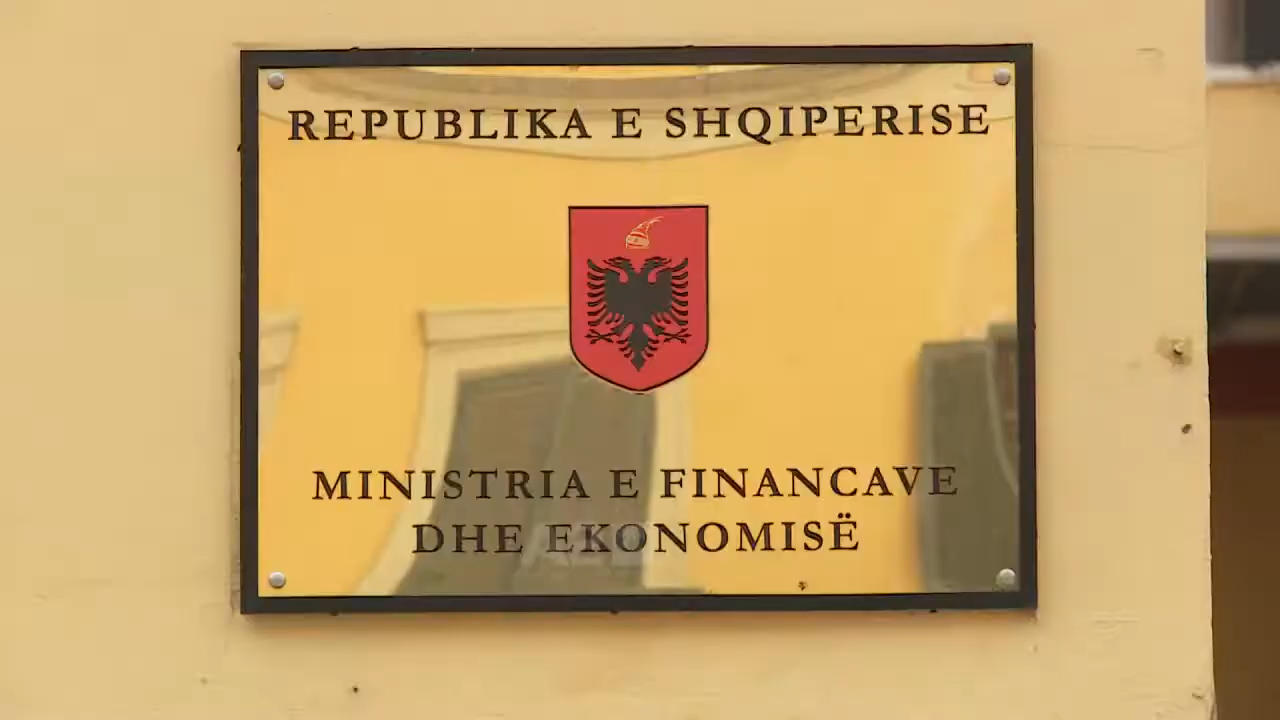 REPUBLIKA E SHQIPERISE
MINISTRIA E FINANCAVE
DHE EKONOMISË